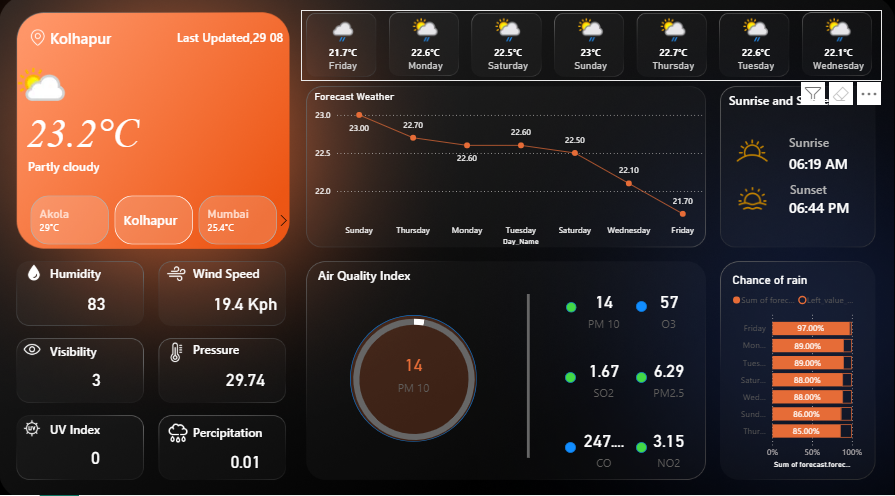 Kolhapur
Last Updated,29 08
23.2°C
Partly cloudy
Akola
29°C
Kolhapur
Mumbai
25.4°C
21.7°C
Friday
22.6°C
Monday
22.5°C
Saturday
23°C
Sunday
22.7°C
Thursday
22.6°C
Tuesday
22.1°C
Wednesday
Forecast Weather
23.0
22.5
22.0
23.00
22.70
22.60
22.60
22.50
22.10
21.70
Sunday
Thursday
Monday
Tuesday
Saturday
Wednesday
Friday
Day_Name
Sunrise and S
Sunrise
06:19 AM
Sunset
06:44 PM
Humidity
83
Wind Speed
19.4 Kph
Visibility
3
Pressure
29.74
UV
UV Index
0
Percipitation
0.01
Air Quality Index
14
PM 10
14
PM 10
57
O3
1.67
SO2
6.29
PM2.5
247....
CO
3.15
NO2
Chance of rain
Sum of forec...
Left_value_...
Friday
97.00%
Mon...
89.00%
Tues...
89.00%
Satur...
88.00%
Wed...
88.00%
Sund...
86.00%
Thur...
85.00%
0%
50%
100%
Sum of forecast.forec...